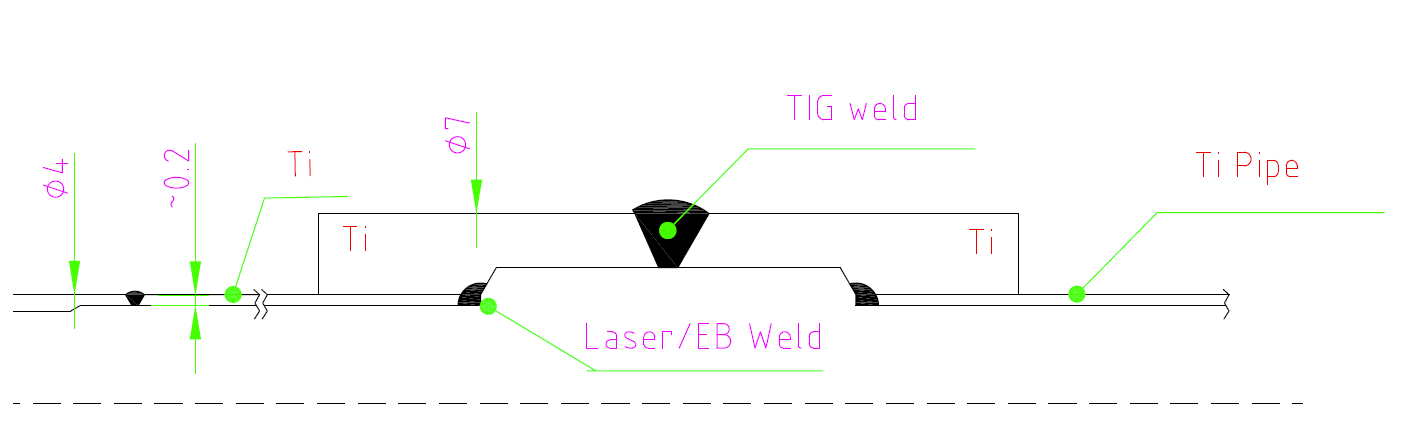 TIG weld
Φ7
Ti
Φ4
~0.2
Ti Pipe
Ti
Ti
Laser/EB Weld